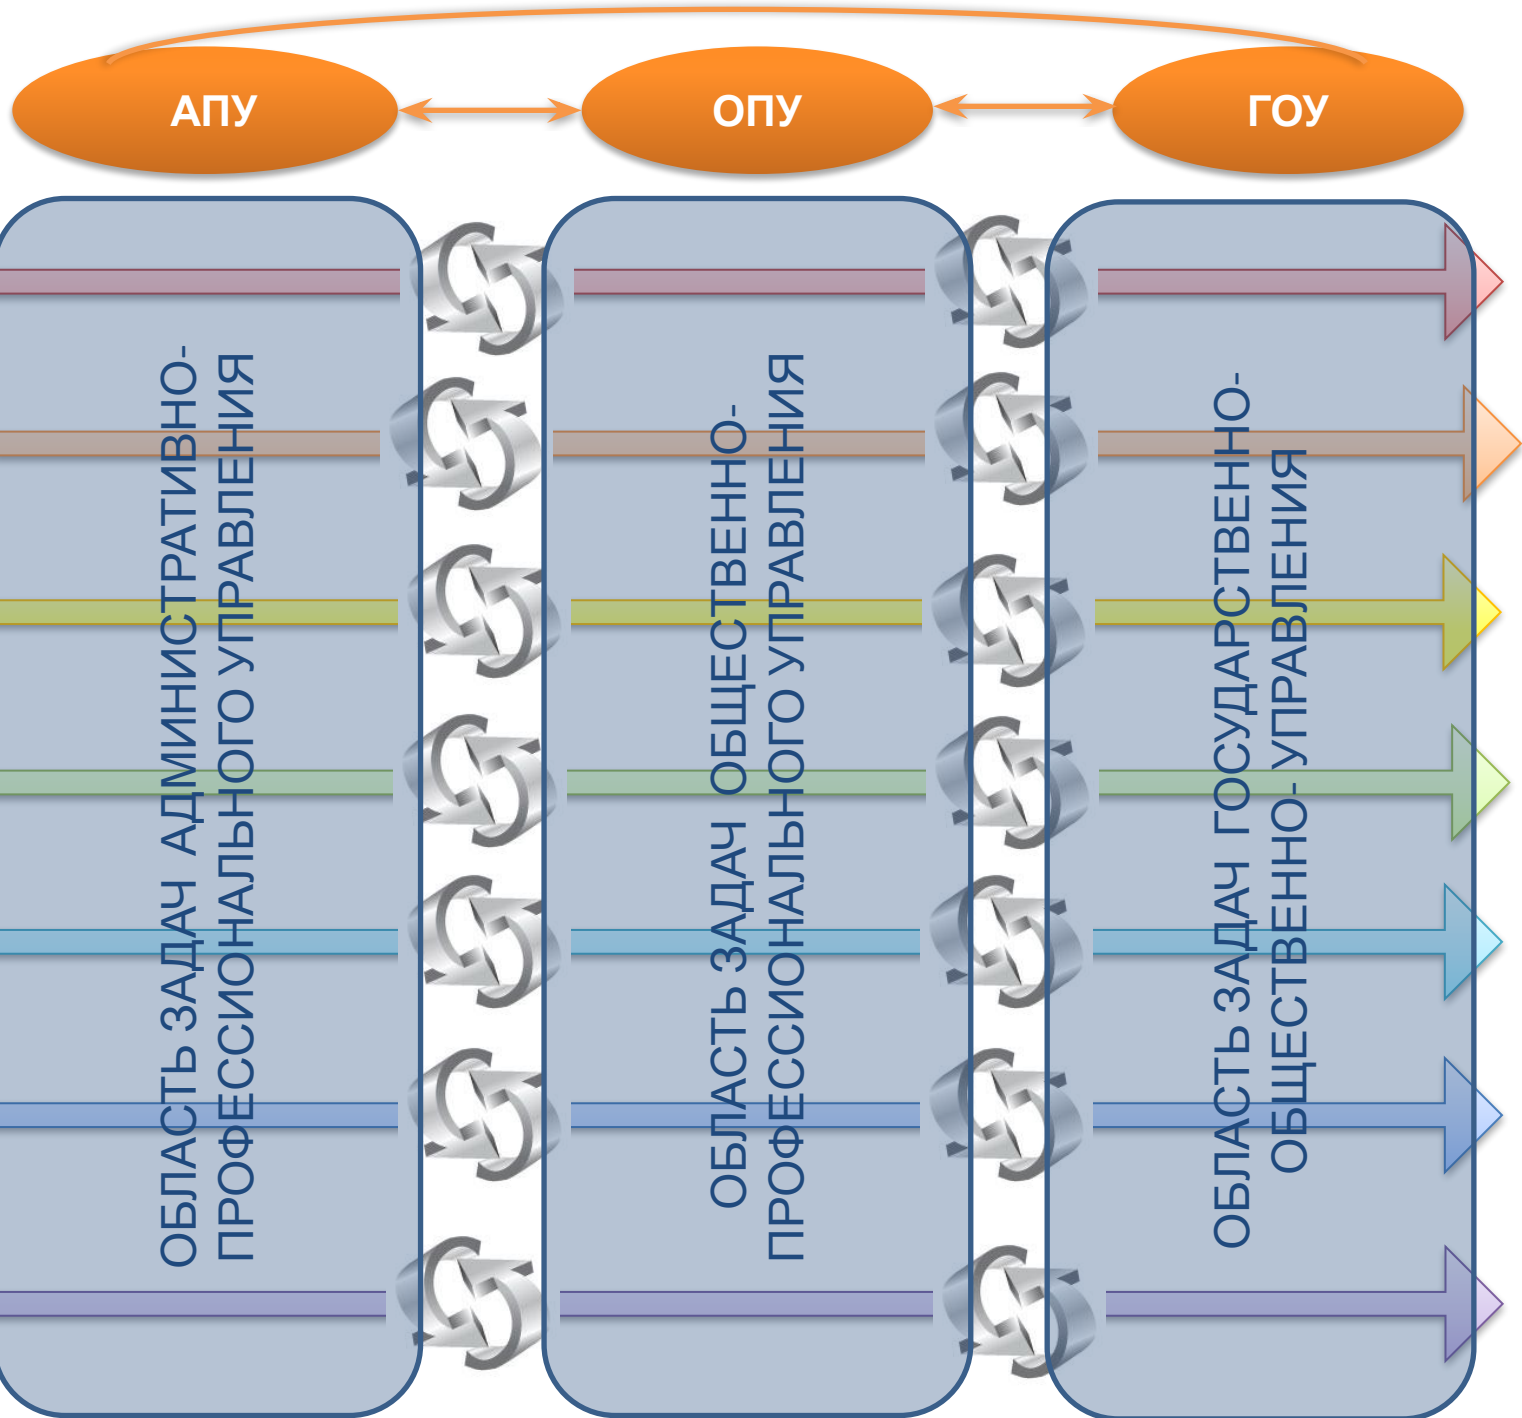 АПУ
ОПУ
ГОУ
ОБЛАСТЬ ЗАДАЧ АДМИНИСТРАТИВНО-
ПРОФЕССИОНАЛЬНОГО УПРАВЛЕНИЯ
ОБЛАСТЬ ЗАДАЧ ОБЩЕСТВЕННО-
ПРОФЕССИОНАЛЬНОГО УПРАВЛЕНИЯ
ОБЛАСТЬ ЗАДАЧ ГОСУДАРСТВЕННО-
ОБЩЕСТВЕННО- УПРАВЛЕНИЯ